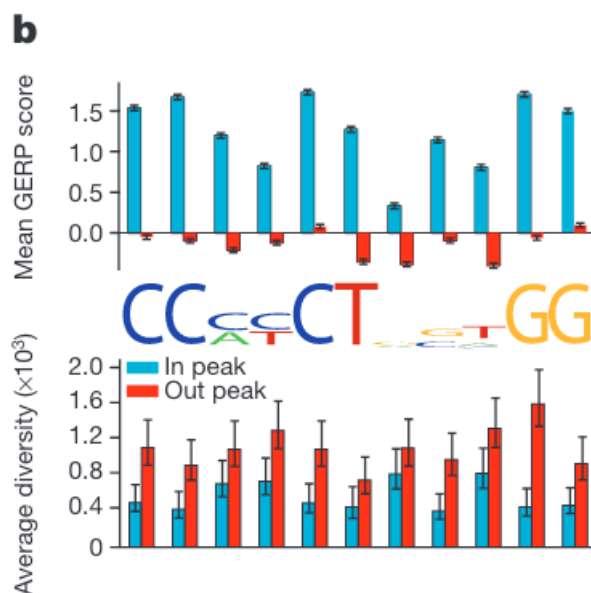 b
Mean GERP score
1.5
1.0
0.5
0.0
CC
C
C
A
T
CT
G
C
T
A
GG
Average diversity (×10³)
2.0
1.6
1.2
0.8
0.4
0
In peak
Out peak